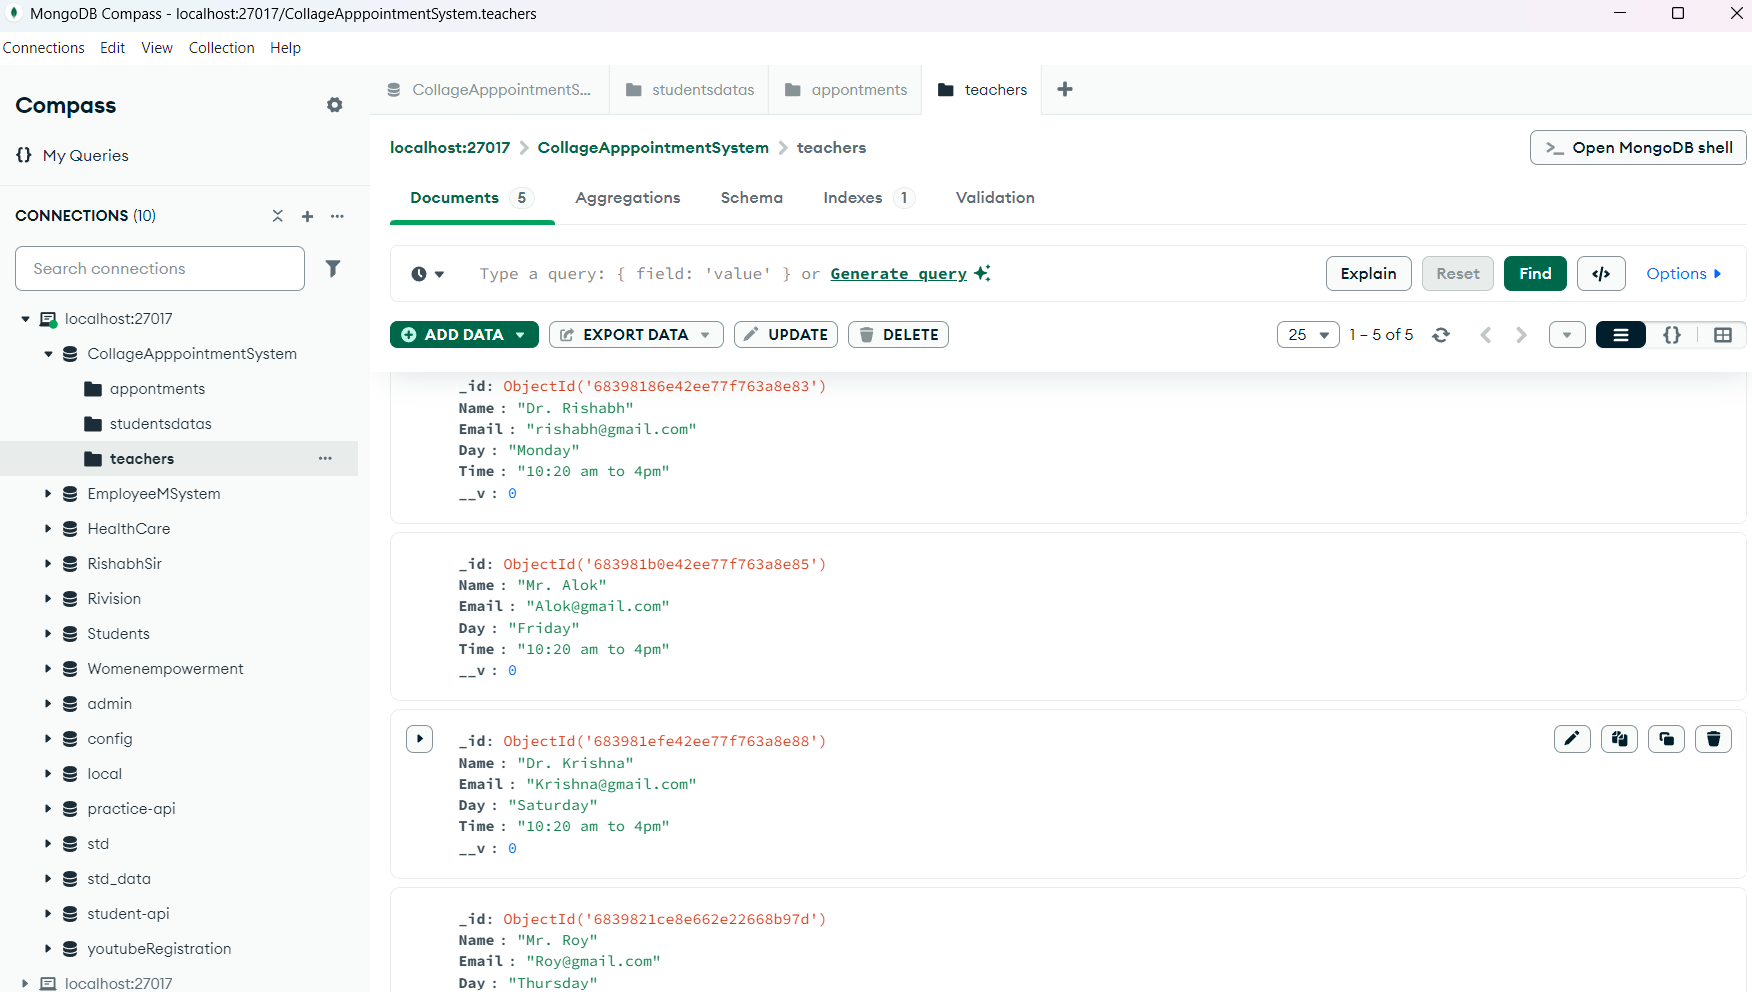 MongoDB Compass - localhost:27017/CollageApppointmentSystem.teachers
Connections Edit View Collection Help
Compass
{} My Queries
CONNECTIONS (10)
Search connections
localhost:27017
CollageApppointmentSystem
appontments
studentsdatas
teachers
EmployeeMSystem
HealthCare
RishabhSir
Rivision
Students
Womenempowerment
admin
config
local
practice-api
std
std_data
student-api
youtubeRegistration
localhost:27017
CollageApppointmentS... studentsdatas appontments teachers
localhost:27017 > CollageApppointmentSystem > teachers
>_ Open MongoDB shell
Documents 5 Aggregations Schema Indexes 1 Validation
Type a query: { field: 'value' } or Generate query
Explain Reset Find </> Options
ADD DATA EXPORT DATA UPDATE DELETE 25 1 – 5 of 5 {}
_id: ObjectId('68398186e42ee77f763a8e83')
Name : "Dr. Rishabh"
Email : "rishabh@gmail.com"
Day : "Monday"
Time : "10:20 am to 4pm"
__v : 0
_id: ObjectId('683981b0e42ee77f763a8e85')
Name : "Mr. Alok"
Email : "Alok@gmail.com"
Day : "Friday"
Time : "10:20 am to 4pm"
__v : 0
_id: ObjectId('683981efe42ee77f763a8e88')
Name : "Dr. Krishna"
Email : "Krishna@gmail.com"
Day : "Saturday"
Time : "10:20 am to 4pm"
__v : 0
_id: ObjectId('6839821ce8e662e22668b97d')
Name : "Mr. Roy"
Email : "Roy@gmail.com"
Day : "Thursday"